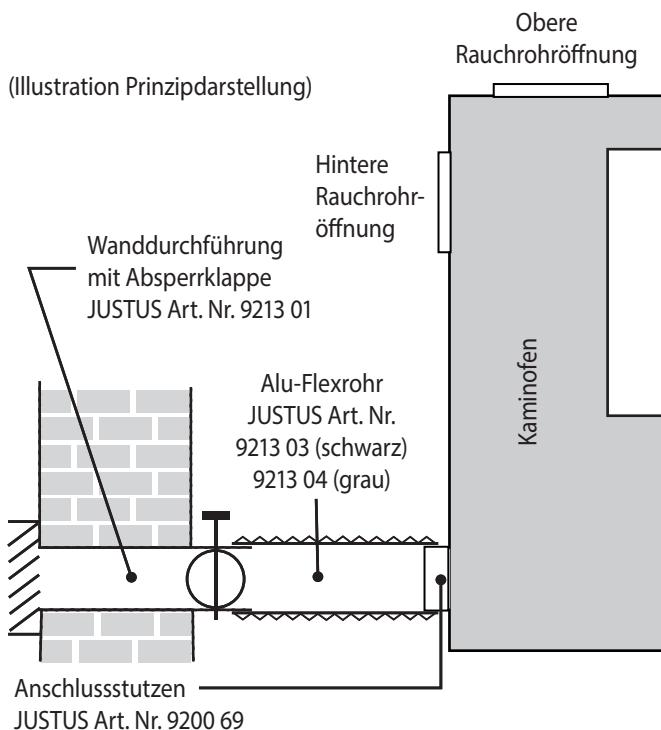 Obere
Rauchrohröffnung
(Illustration Prinzipdarstellung)
Hintere
Rauchrohr-
öffnung
Wanddurchführung
mit Absperrklappe
JUSTUS Art. Nr. 9213 01
Kaminofen
Alu-Flexrohr
JUSTUS Art. Nr.
9213 03 (schwarz)
9213 04 (grau)
Anschlussstutzen
JUSTUS Art. Nr. 9200 69